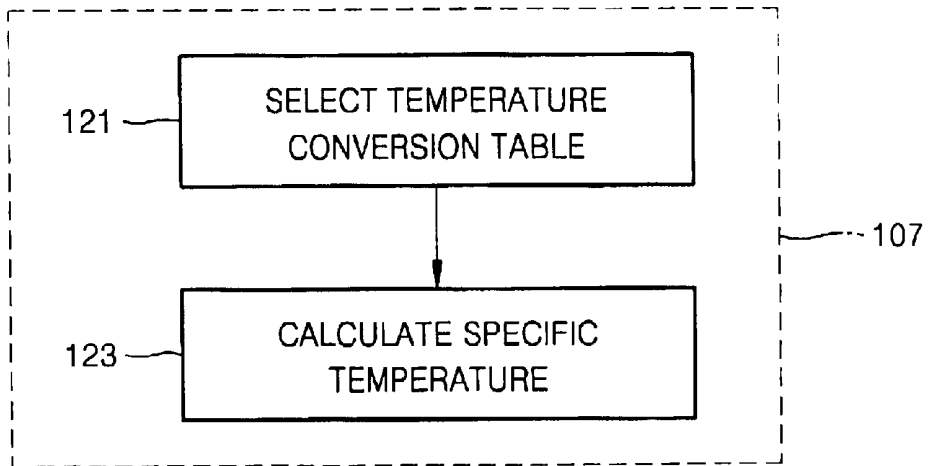 121
SELECT TEMPERATURE
CONVERSION TABLE
107
123
CALCULATE SPECIFIC
TEMPERATURE